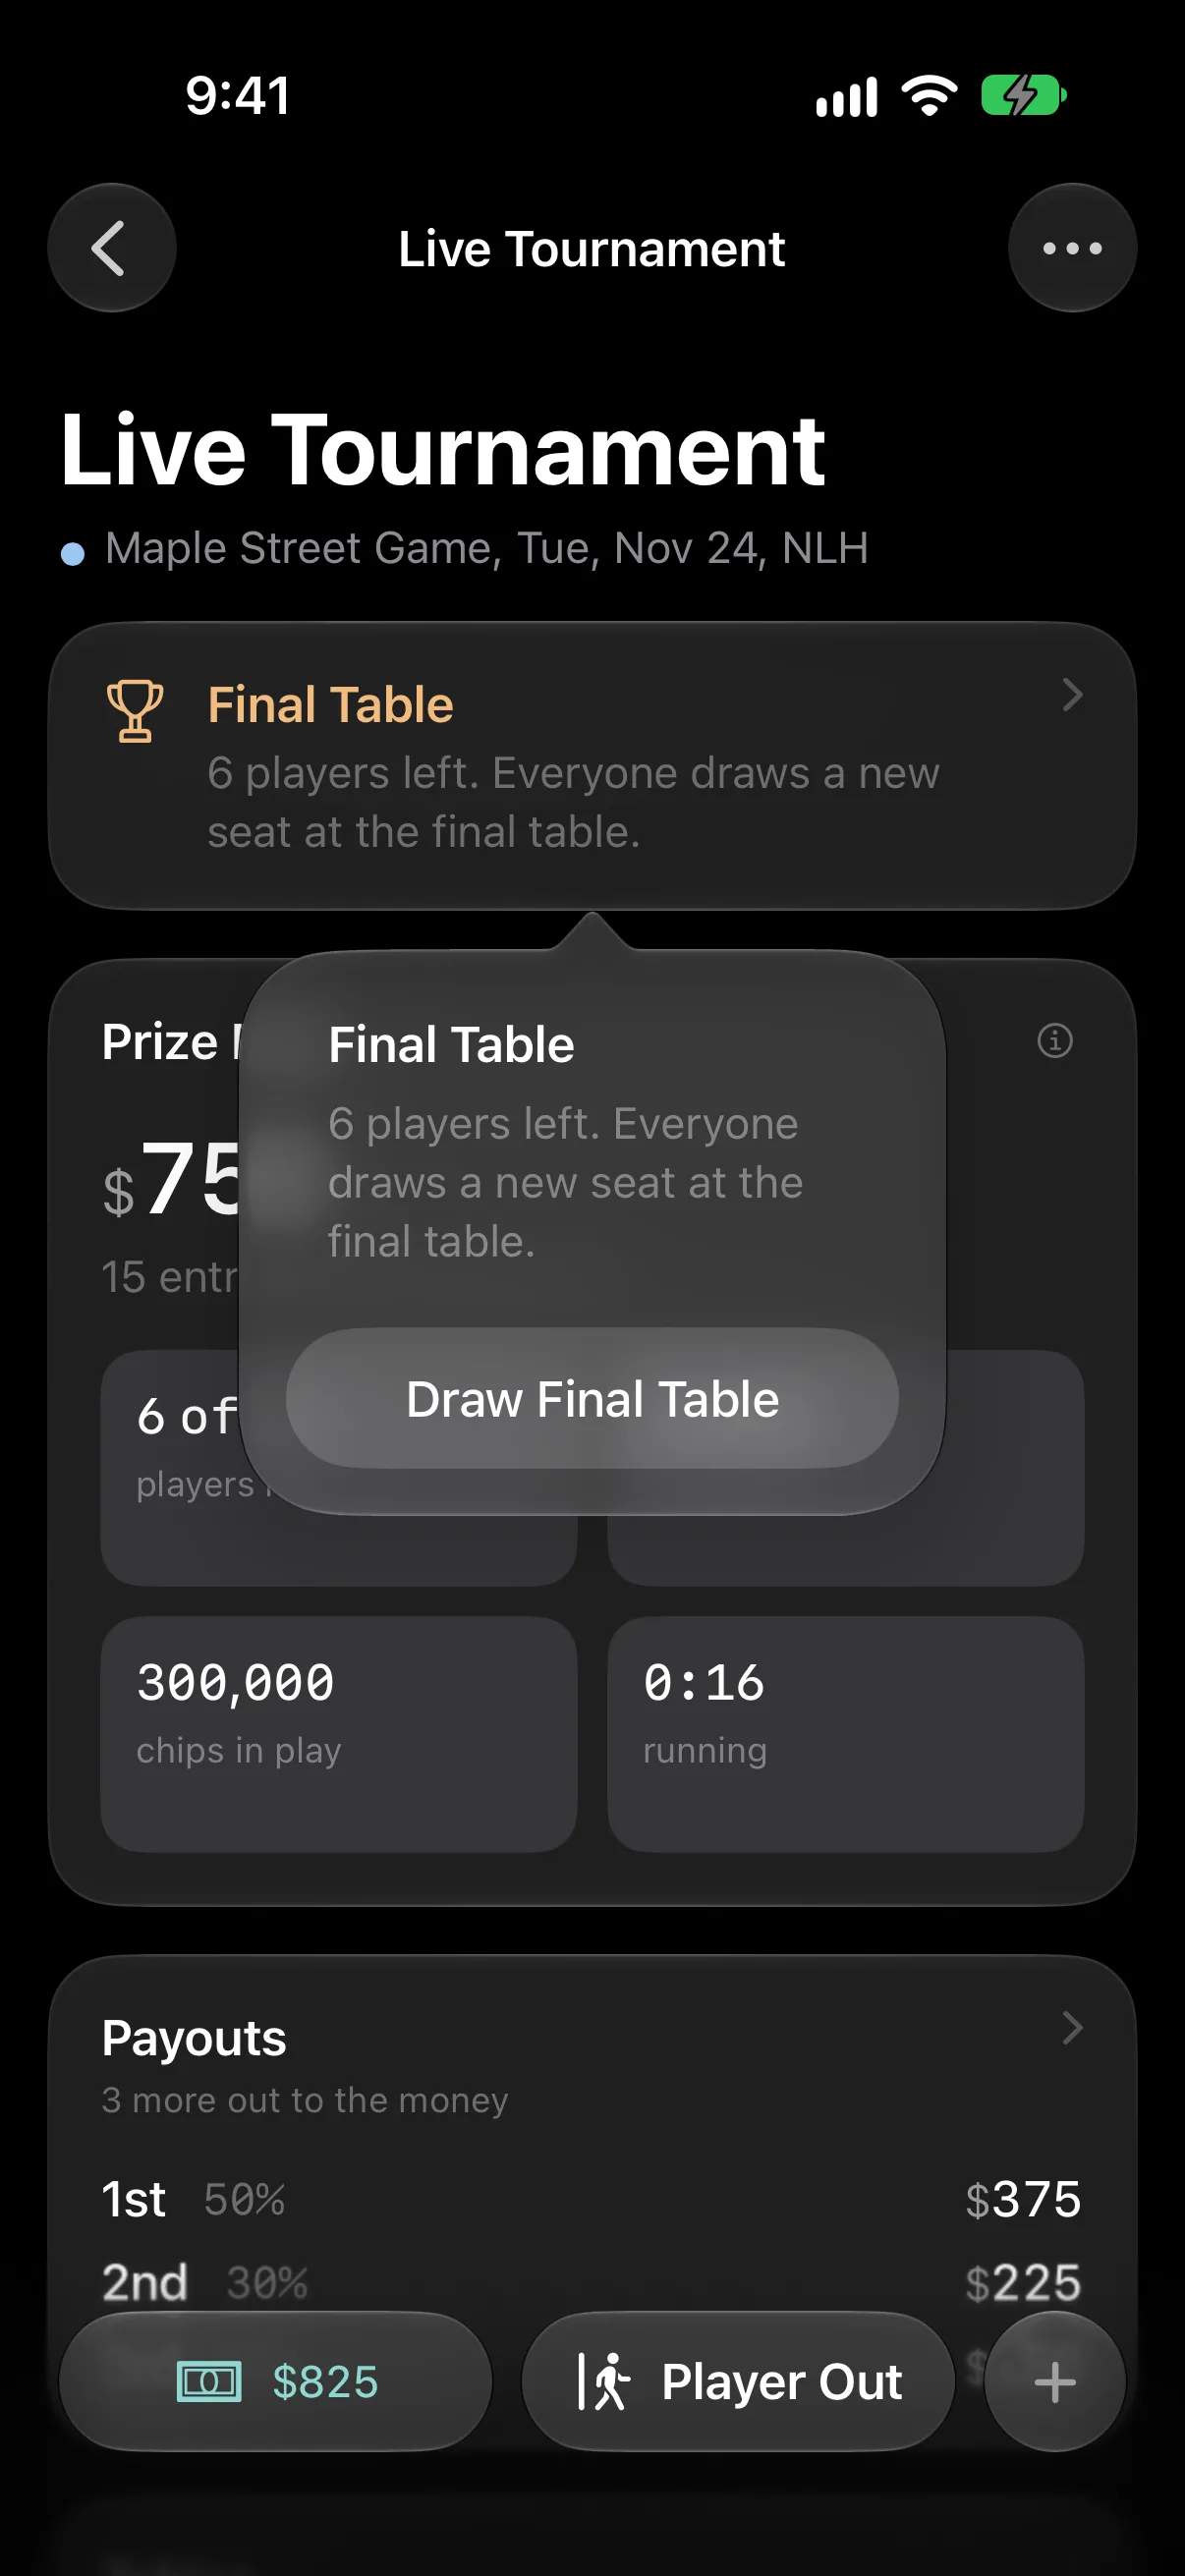 9:41
Live Tournament
Live Tournament
Maple Street Game, Tue, Nov 24, NLH
Final Table
6 players left. Everyone draws a new
seat at the final table.
Prize
$75
15 entr
Final Table
6 players left. Everyone
draws a new seat at the
final table.
Draw Final Table
6 of
players
300,000
chips in play
0:16
running
Payouts
3 more out to the money
1st 50% $375
2nd 30% $225
$825
Player Out